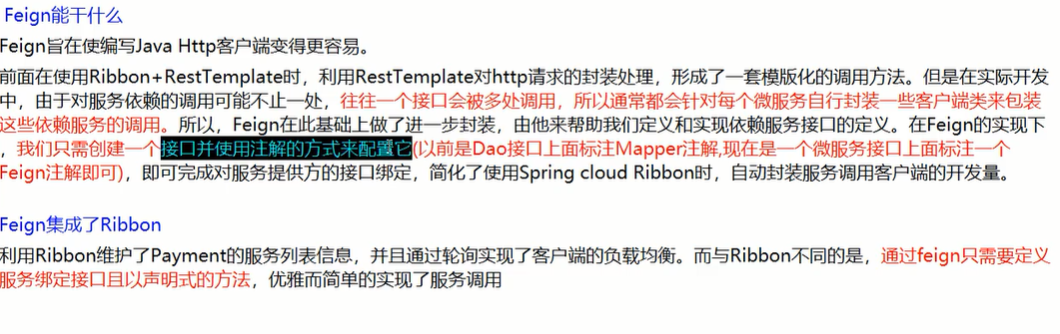 Feign能干什么
Feign旨在使编写Java Http客户端变得更容易。
前面在使用Ribbon+RestTemplate时，利用RestTemplate对http请求的封装处理，形成了一套模版化的调用方法。但是在实际开发
中，由于对服务依赖的调用可能不止一处，往往一个接口会被多处调用，所以通常都会针对每个微服务自行封装一些客户端类来包装
这些依赖服务的调用。所以，Feign在此基础上做了进一步封装，由他来帮助我们定义和实现依赖服务接口的定义。在Feign的实现下
，我们只需创建一个接口并使用注解的方式来配置它(以前是Dao接口上面标注Mapper注解,现在是一个微服务接口上面标注一个
Feign注解即可)，即可完成对服务提供方的接口绑定，简化了使用Spring cloud Ribbon时，自动封装服务调用客户端的开发量。
Feign集成了Ribbon
利用Ribbon维护了Payment的服务列表信息，并且通过轮询实现了客户端的负载均衡。而与Ribbon不同的是，通过feign只需要定义
服务绑定接口且以声明式的方法，优雅而简单的实现了服务调用